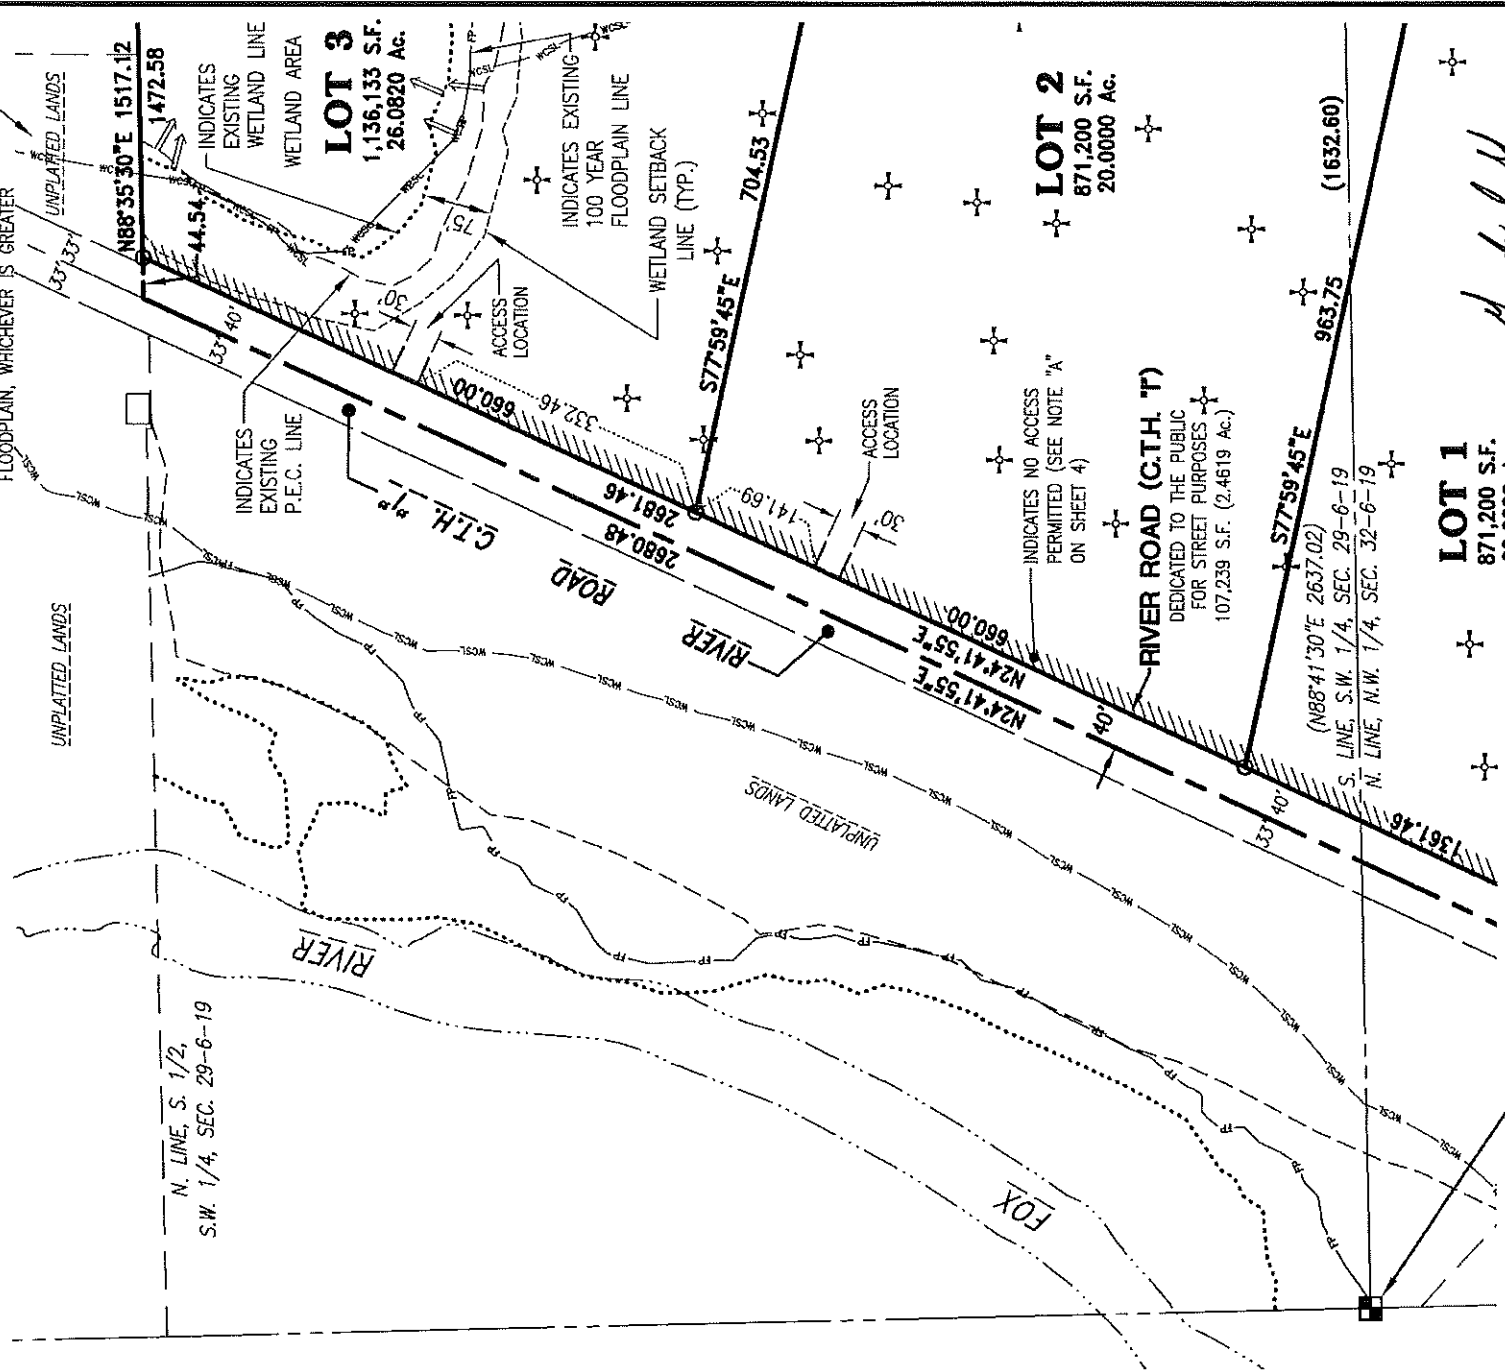 FLOODPLAIN, WHICHEVER IS GREATER
UNPLATTED LANDS
N88°35'30"E 1517.12
1472.58
44.54
33'
33'
INDICATES
EXISTING
WETLAND LINE
WETLAND AREA
LOT 3
1,136,133 S.F.
26.0820 Ac.
INDICATES EXISTING
100 YEAR
FLOODPLAIN LINE
WETLAND SETBACK
LINE (TYP.)
75'
30'
ACCESS
LOCATION
33'
40'
INDICATES
EXISTING
P.E.C. LINE
660.00
332.46
704.53
S77°59'45"E
LOT 2
871,200 S.F.
20.0000 Ac.
(1632.60)
963.75
S77°59'45"E
C.T.H. "I"
RIVER ROAD
2681.46
2680.48
141.69
30'
ACCESS
LOCATION
INDICATES NO ACCESS
PERMITTED (SEE NOTE "A"
ON SHEET 4)
660.00
N24°41'55"E
N24°41'55"E
RIVER ROAD (C.T.H. "I")
DEDICATED TO THE PUBLIC
FOR STREET PURPOSES
107,239 S.F. (2.4619 Ac.)
40'
33'
40'
(N88°41'30"E 2637.02)
S. LINE, S.W. 1/4, SEC. 29-6-19
N. LINE, N.W. 1/4, SEC. 32-6-19
LOT 1
871,200 S.F.
1361.46
UNPLATTED LANDS
UNPLATTED LANDS
WCSL
FP
FOX RIVER
N. LINE, S. 1/2,
S.W. 1/4, SEC. 29-6-19